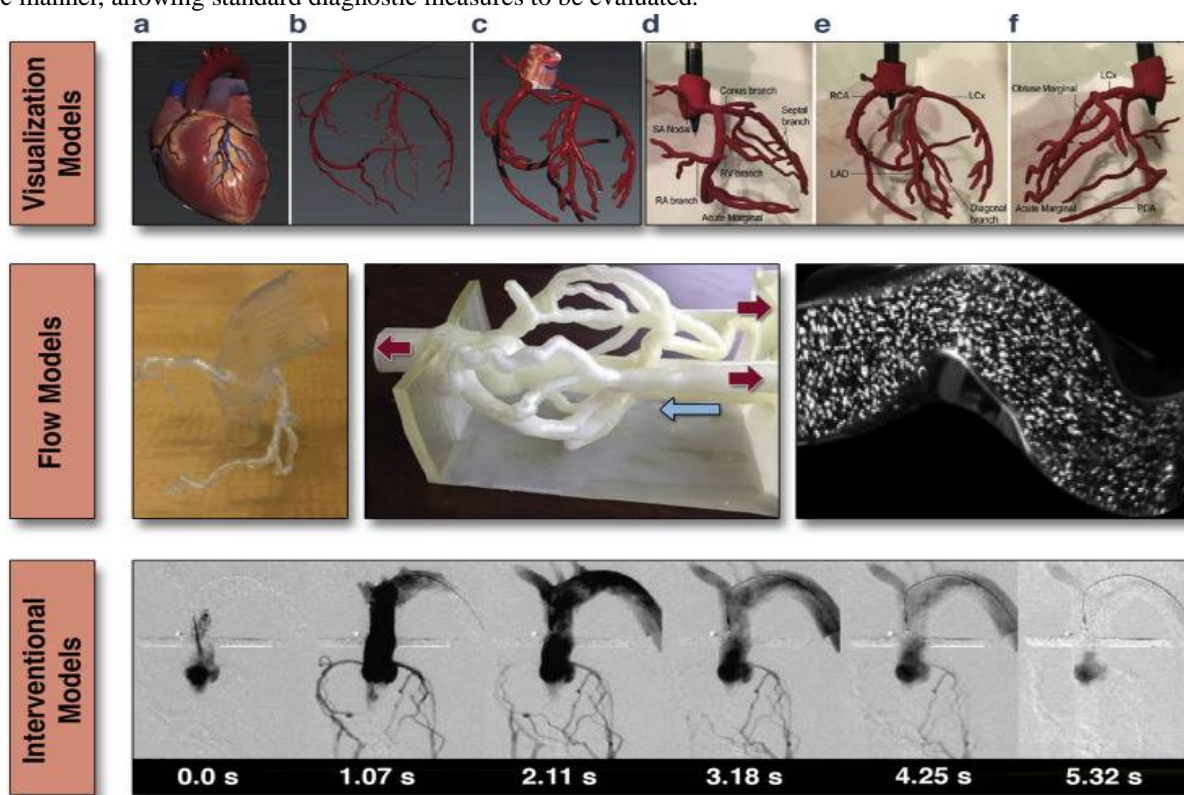 e manner, allowing standard diagnostic measures to be evaluated.
a b c d e f
Visualization
Models
Conus branch
Septal
branch
SA Nodal
RV branch
RA branch
Acute Marginal
RCA
LCx
LAD
Diagonal
branch
LCx
Obtuse Marginal
Acute Marginal
PDA
Flow Models
Interventional
Models
0.0 s 1.07 s 2.11 s 3.18 s 4.25 s 5.32 s